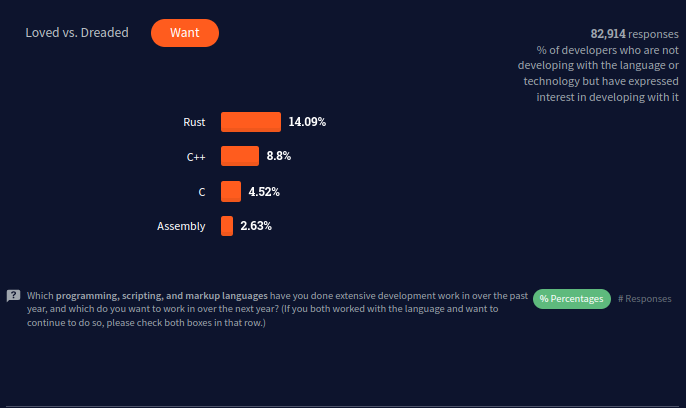 Loved vs. Dreaded
Want
82,914 responses
% of developers who are not
developing with the language or
technology but have expressed
interest in developing with it
Rust 14.09%
C++ 8.8%
C 4.52%
Assembly 2.63%
Which programming, scripting, and markup languages have you done extensive development work in over the past
year, and which do you want to work in over the next year? (If you both worked with the language and want to
continue to do so, please check both boxes in that row.)
% Percentages
# Responses